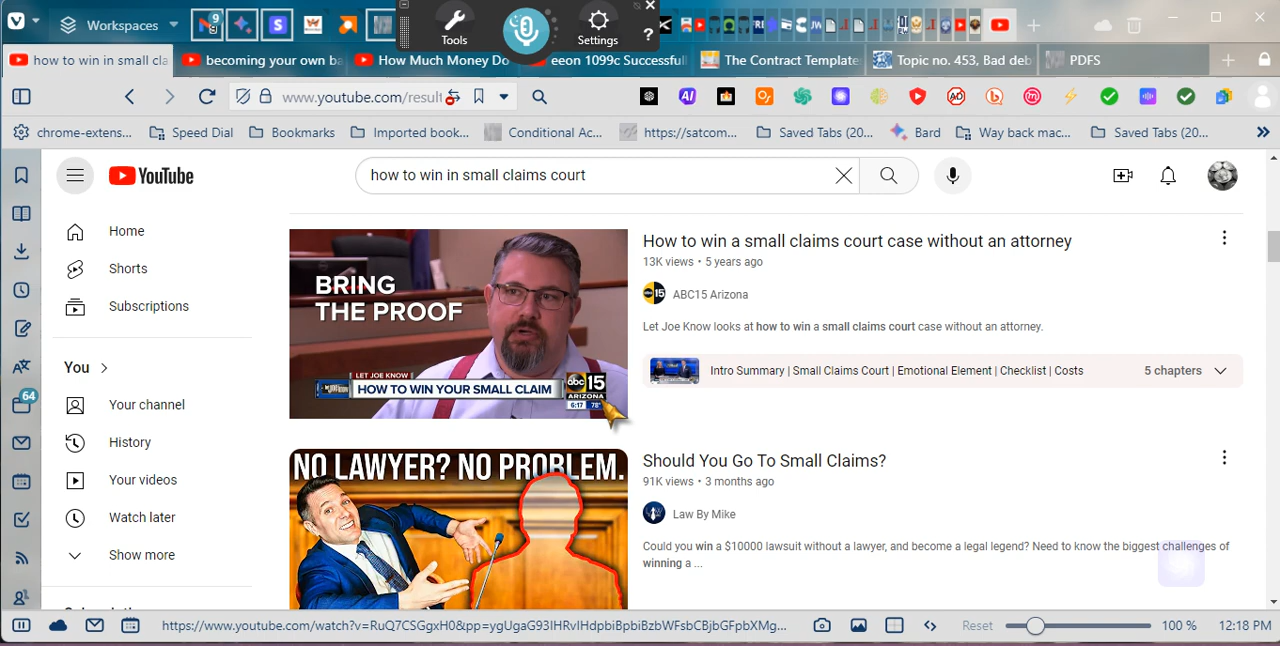 Workspaces
9
Tools
Settings
?
how to win in small cla
becoming your own ba
How Much Money Do
eeon 1099c Successful
The Contract Template
Topic no. 453, Bad deb
PDFS
www.youtube.com/result
chrome-extens...
Speed Dial
Bookmarks
Imported book...
Conditional Ac...
https://satcom...
Saved Tabs (20...
Bard
Way back mac...
Saved Tabs (20...
YouTube
how to win in small claims court
Home
Shorts
Subscriptions
You
Your channel
History
Your videos
Watch later
Show more
64
BRING
THE PROOF
LET JOE KNOW
HOW TO WIN YOUR SMALL CLAIM
abc 15
ARIZONA
6:17 78°
How to win a small claims court case without an attorney
13K views • 5 years ago
ABC15 Arizona
Let Joe Know looks at how to win a small claims court case without an attorney.
Intro Summary | Small Claims Court | Emotional Element | Checklist | Costs
5 chapters
NO LAWYER? NO PROBLEM.
Should You Go To Small Claims?
91K views • 3 months ago
Law By Mike
Could you win a $10000 lawsuit without a lawyer, and become a legal legend? Need to know the biggest challenges of
winning a ...
https://www.youtube.com/watch?v=RuQ7CSGgxH0&pp=ygUgaG93IHRvIHdpbiBpbiBzbWFsbCBjbGFpbXMg...
Reset
100 %
12:18 PM